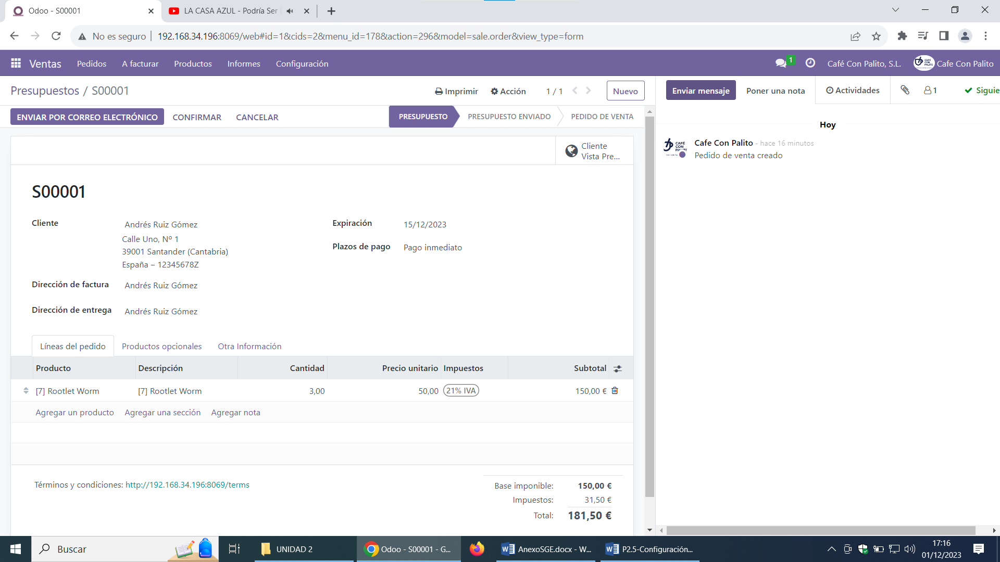 Odoo - S00001
LA CASA AZUL - Podría Ser
No es seguro
192.168.34.196:8069/web#id=1&cids=2&menu_id=178&action=296&model=sale.order&view_type=form
Ventas Pedidos A facturar Productos Informes Configuración
1
Café Con Palito, S.L.
CAFÉ CON PALITO
Cafe Con Palito
Presupuestos / S00001
Imprimir Acción 1 / 1 Nuevo
Enviar mensaje Poner una nota Actividades 1 Siguie
ENVIAR POR CORREO ELECTRÓNICO CONFIRMAR CANCELAR
PRESUPUESTO PRESUPUESTO ENVIADO PEDIDO DE VENTA
Hoy
Cliente
Vista Pre...
CAFÉ
CON
Cafe Con Palito - hace 16 minutos
Pedido de venta creado
S00001
Cliente Andrés Ruiz Gómez
Calle Uno, Nº 1
39001 Santander (Cantabria)
España – 12345678Z
Expiración 15/12/2023
Plazos de pago Pago inmediato
Dirección de factura Andrés Ruiz Gómez
Dirección de entrega Andrés Ruiz Gómez
Líneas del pedido Productos opcionales Otra Información
Producto Descripción Cantidad Precio unitario Impuestos Subtotal
[7] Rootlet Worm [7] Rootlet Worm 3,00 50,00 21% IVA 150,00 €
Agregar un producto Agregar una sección Agregar nota
Términos y condiciones: http://192.168.34.196:8069/terms
Base imponible: 150,00 €
Impuestos: 31,50 €
Total: 181,50 €
Buscar
UNIDAD 2
Odoo - S00001 - G...
AnexoSGE.docx - W...
P2.5-Configuración...
17:16
01/12/2023